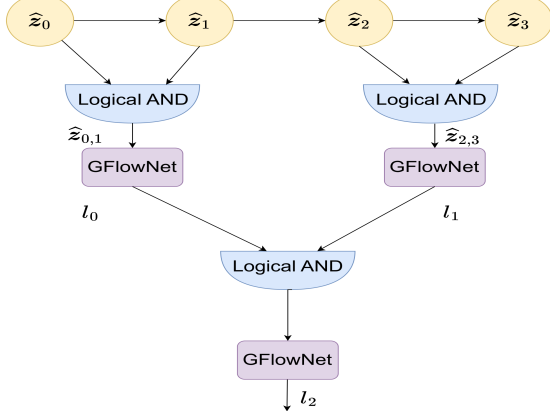 ẑ₀ ẑ₁ ẑ₂ ẑ₃
Logical AND Logical AND
ẑ₀,₁ ẑ₂,₃
GFlowNet GFlowNet
l₀ l₁
Logical AND
GFlowNet
l₂